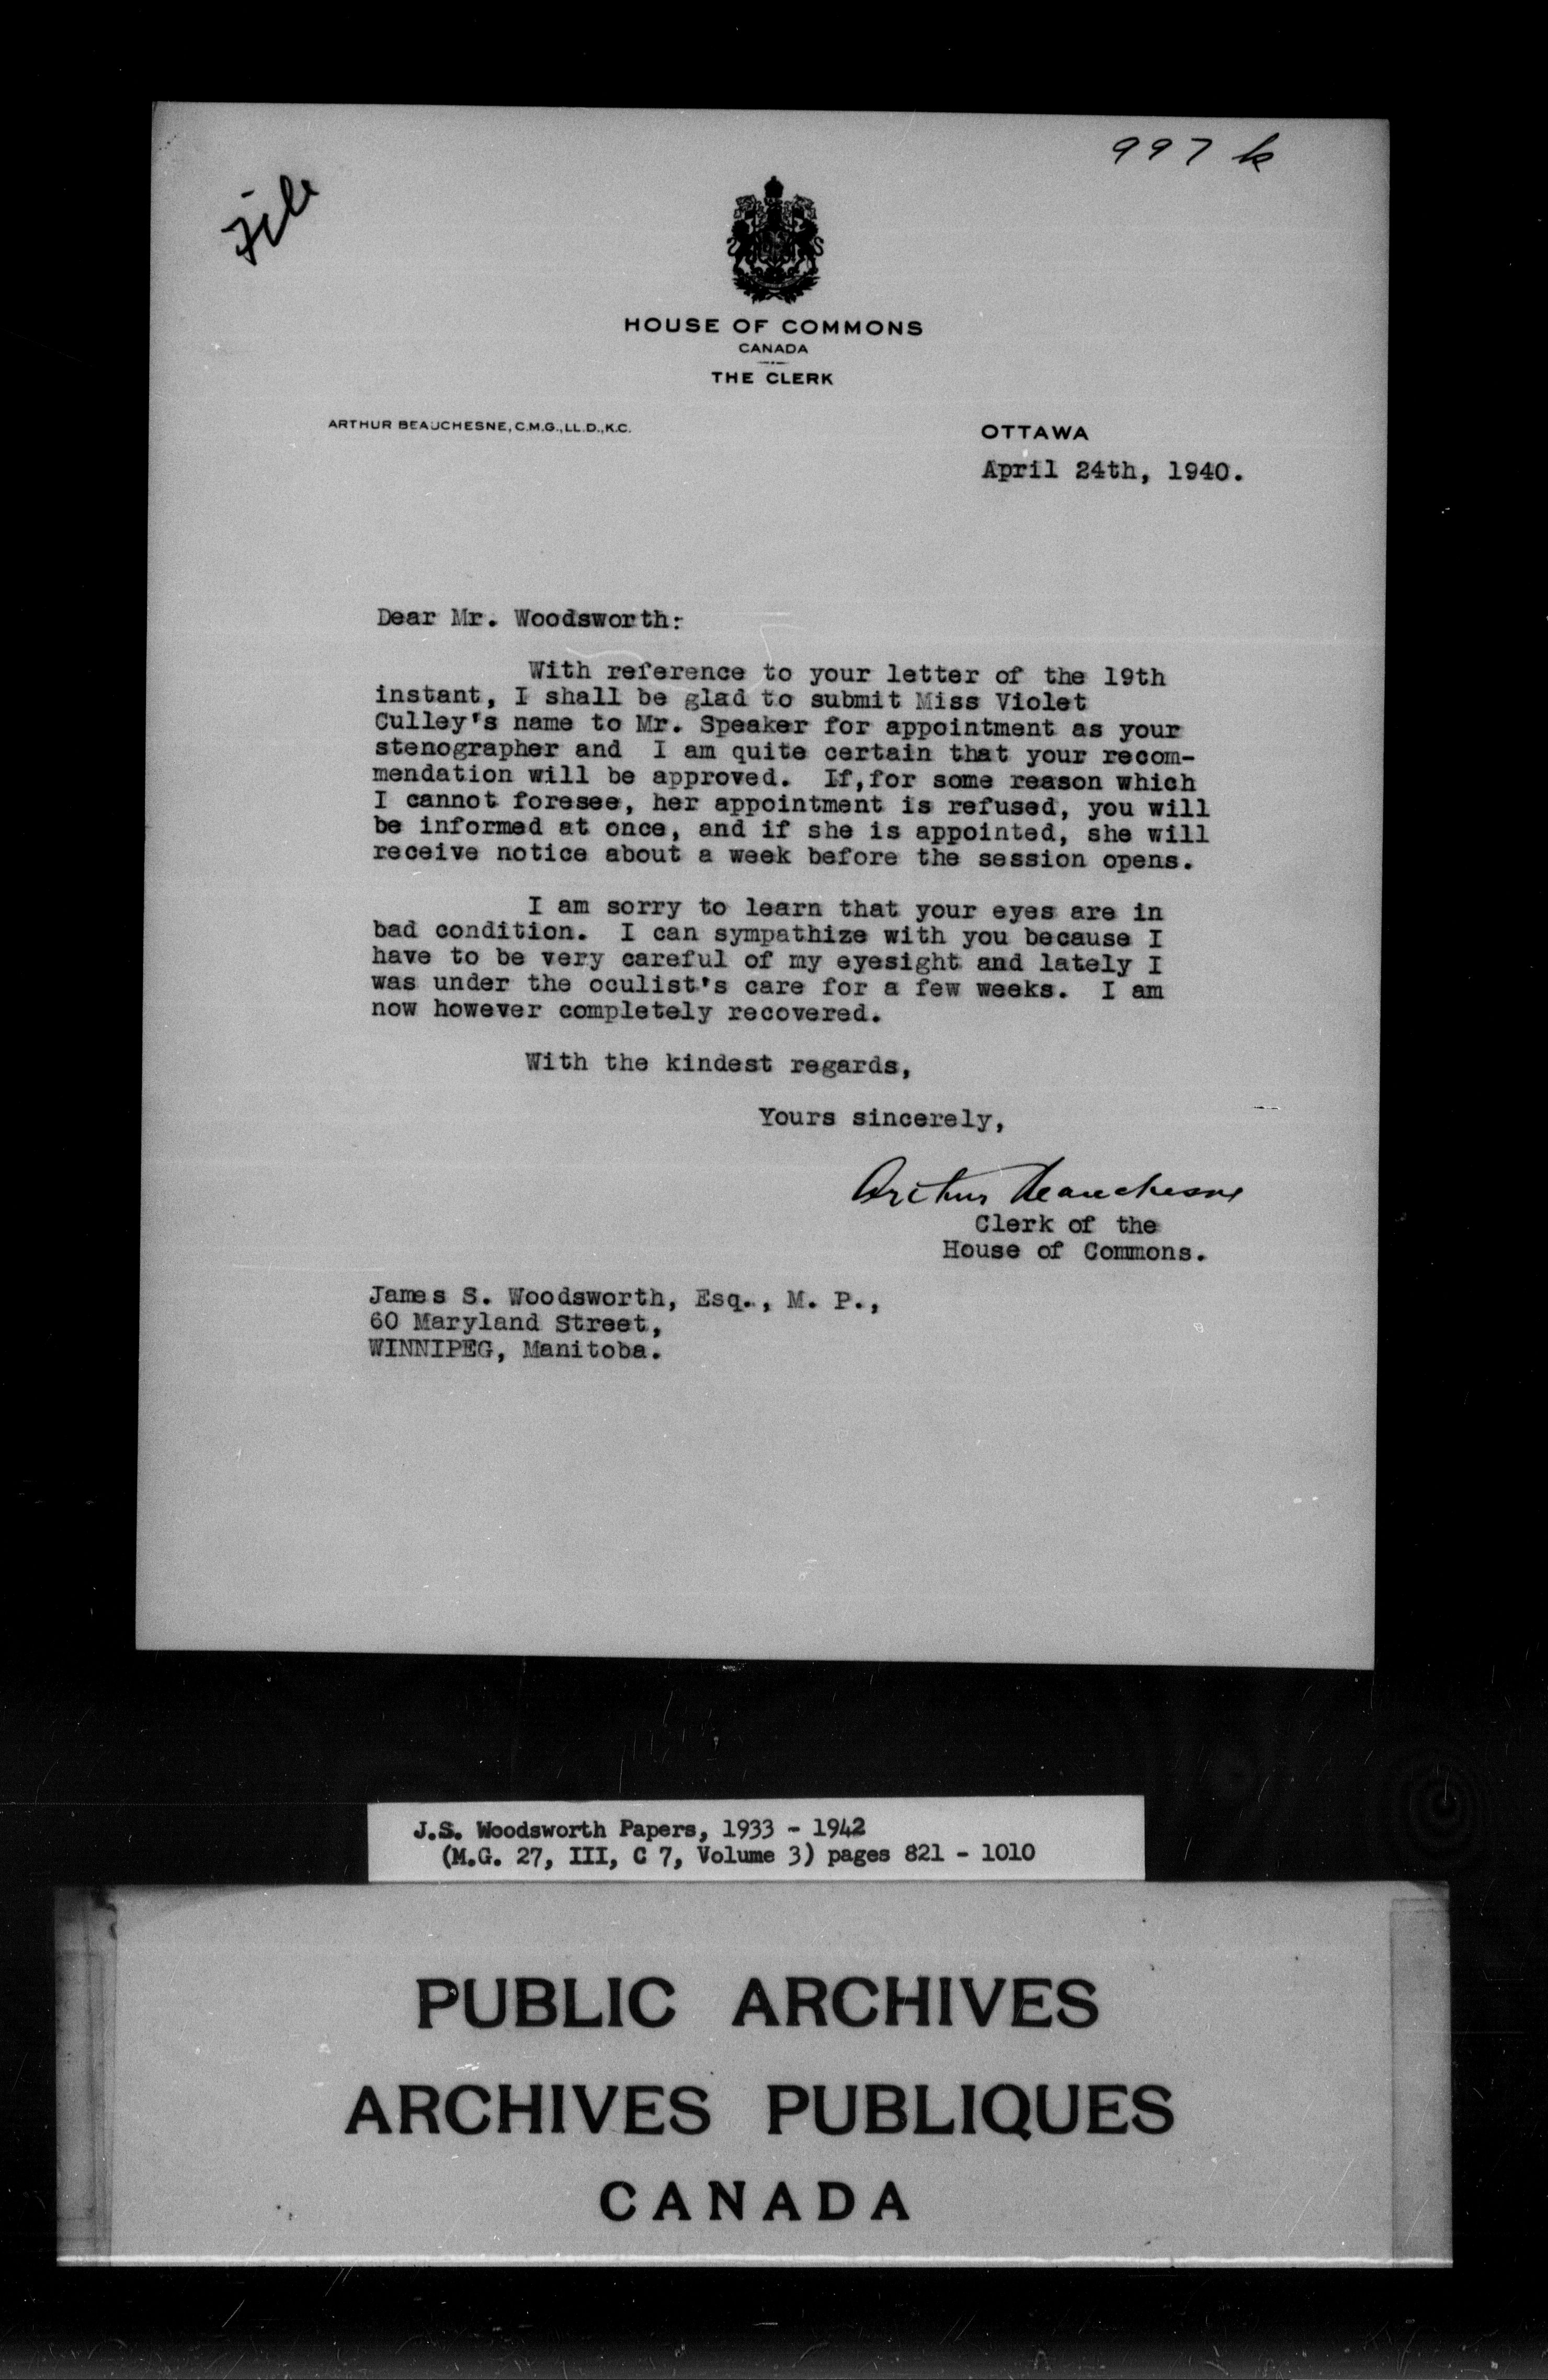 997 k
File
HOUSE OF COMMONS
CANADA
THE CLERK
ARTHUR BEAUCHESNE, C.M.G., LL.D., K.C.
OTTAWA
April 24th, 1940.
Dear Mr. Woodsworth:
With reference to your letter of the 19th
instant, I shall be glad to submit Miss Violet
Culley's name to Mr. Speaker for appointment as your
stenographer and I am quite certain that your recom-
mendation will be approved. If, for some reason which
I cannot foresee, her appointment is refused, you will
be informed at once, and if she is appointed, she will
receive notice about a week before the session opens.
I am sorry to learn that your eyes are in
bad condition. I can sympathize with you because I
have to be very careful of my eyesight and lately I
was under the oculist's care for a few weeks. I am
now however completely recovered.
With the kindest regards,
Yours sincerely,
Arthur Beauchesne
Clerk of the
House of Commons.
James S. Woodsworth, Esq., M. P.,
60 Maryland Street,
WINNIPEG, Manitoba.
J.S. Woodsworth Papers, 1933 - 1942
(M.G. 27, III, C 7, Volume 3) pages 821 - 1010
PUBLIC ARCHIVES
ARCHIVES PUBLIQUES
CANADA